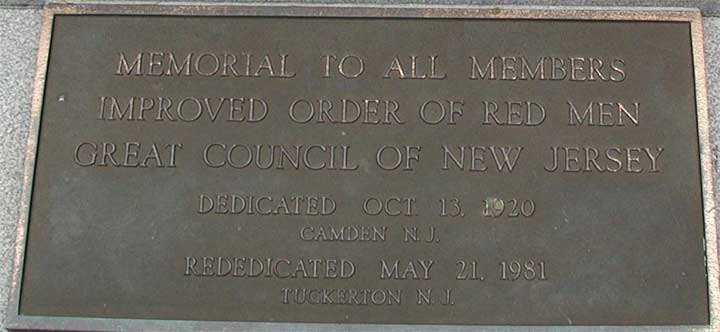 MEMORIAL TO ALL MEMBERS
IMPROVED ORDER OF RED MEN
GREAT COUNCIL OF NEW JERSEY
DEDICATED OCT. 13, 1920
CAMDEN N.J.
REDEDICATED MAY 21, 1981
TUCKERTON N.J.